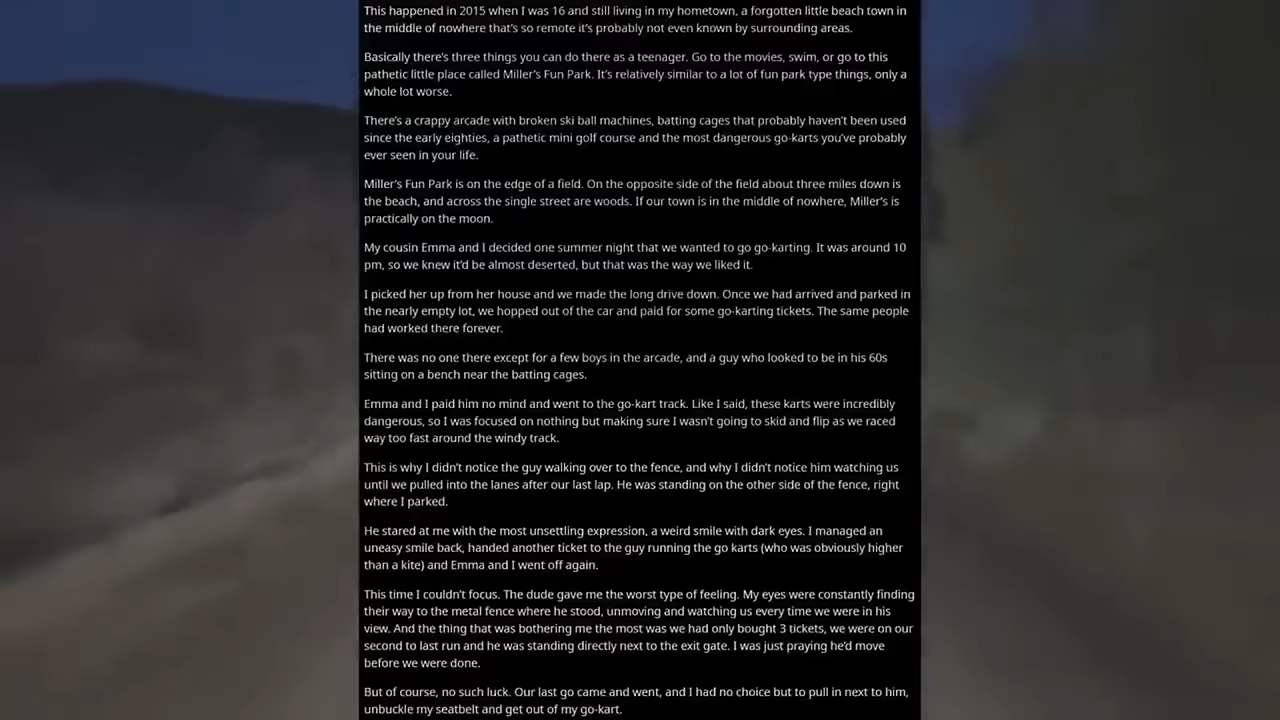 This happened in 2015 when I was 16 and still living in my hometown, a forgotten little beach town in
the middle of nowhere that's so remote it's probably not even known by surrounding areas.
Basically there's three things you can do there as a teenager. Go to the movies, swim, or go to this
pathetic little place called Miller's Fun Park. It's relatively similar to a lot of fun park type things, only a
whole lot worse.
There's a crappy arcade with broken ski ball machines, batting cages that probably haven't been used
since the early eighties, a pathetic mini golf course and the most dangerous go-karts you've probably
ever seen in your life.
Miller's Fun Park is on the edge of a field. On the opposite side of the field about three miles down is
the beach, and across the single street are woods. If our town is in the middle of nowhere, Miller's is
practically on the moon.
My cousin Emma and I decided one summer night that we wanted to go go-karting. It was around 10
pm, so we knew it'd be almost deserted, but that was the way we liked it.
I picked her up from her house and we made the long drive down. Once we had arrived and parked in
the nearly empty lot, we hopped out of the car and paid for some go-karting tickets. The same people
had worked there forever.
There was no one there except for a few boys in the arcade, and a guy who looked to be in his 60s
sitting on a bench near the batting cages.
Emma and I paid him no mind and went to the go-kart track. Like I said, these karts were incredibly
dangerous, so I was focused on nothing but making sure I wasn't going to skid and flip as we raced
way too fast around the windy track.
This is why I didn't notice the guy walking over to the fence, and why I didn't notice him watching us
until we pulled into the lanes after our last lap. He was standing on the other side of the fence, right
where I parked.
He stared at me with the most unsettling expression, a weird smile with dark eyes. I managed an
uneasy smile back, handed another ticket to the guy running the go karts (who was obviously higher
than a kite) and Emma and I went off again.
This time I couldn't focus. The dude gave me the worst type of feeling. My eyes were constantly finding
their way to the metal fence where he stood, unmoving and watching us every time we were in his
view. And the thing that was bothering me the most was we had only bought 3 tickets, we were on our
second to last run and he was standing directly next to the exit gate. I was just praying he'd move
before we were done.
But of course, no such luck. Our last go came and went, and I had no choice but to pull in next to him,
unbuckle my seatbelt and get out of my go-kart.